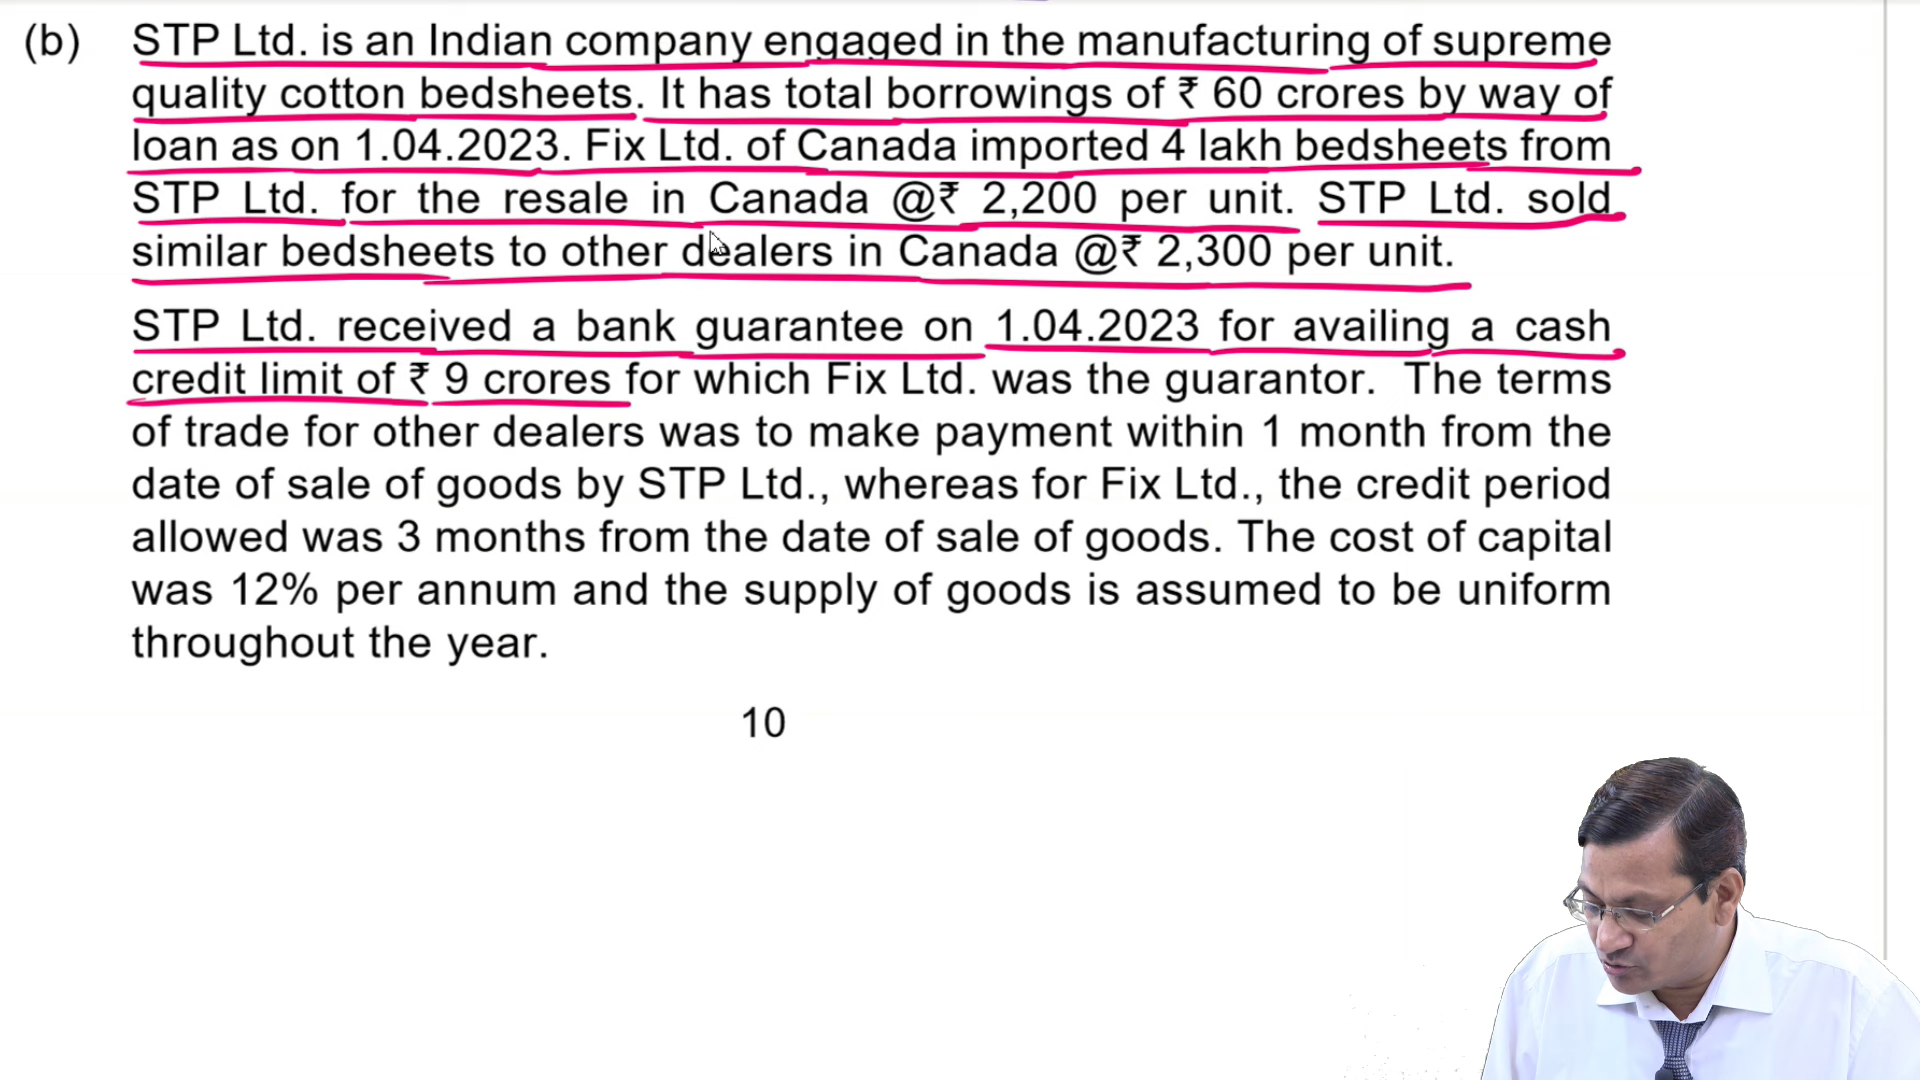 (b) STP Ltd. is an Indian company engaged in the manufacturing of supreme
quality cotton bedsheets. It has total borrowings of ₹ 60 crores by way of
loan as on 1.04.2023. Fix Ltd. of Canada imported 4 lakh bedsheets from
STP Ltd. for the resale in Canada @₹ 2,200 per unit. STP Ltd. sold
similar bedsheets to other dealers in Canada @₹ 2,300 per unit.
STP Ltd. received a bank guarantee on 1.04.2023 for availing a cash
credit limit of ₹ 9 crores for which Fix Ltd. was the guarantor. The terms
of trade for other dealers was to make payment within 1 month from the
date of sale of goods by STP Ltd., whereas for Fix Ltd., the credit period
allowed was 3 months from the date of sale of goods. The cost of capital
was 12% per annum and the supply of goods is assumed to be uniform
throughout the year.
10